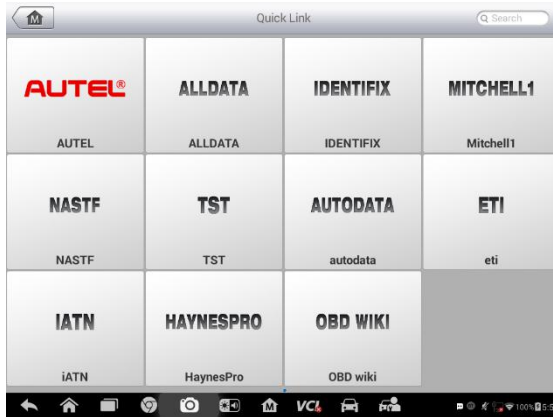 Quick Link
Search
AUTEL®
ALLDATA
IDENTIFIX
MITCHELL1
AUTEL
ALLDATA
IDENTIFIX
Mitchell1
NASTF
TST
AUTODATA
ETI
NASTF
TST
autodata
eti
IATN
HAYNESPRO
OBD WIKI
iATN
HaynesPro
OBD wiki
M
VCI
100%